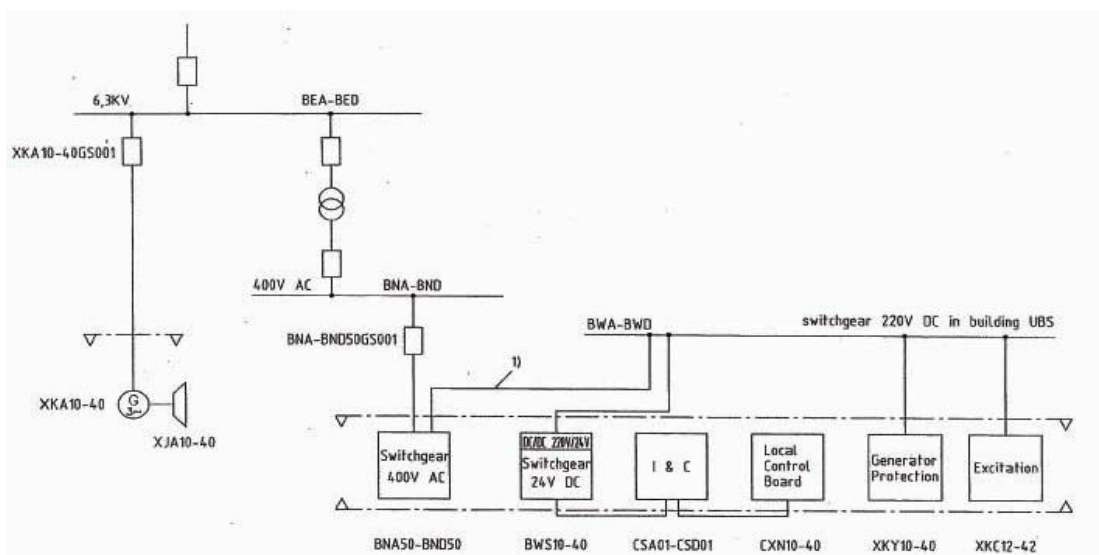 6,3KV
BEA-BED
XKA10-40GS001
400V AC
BNA-BND
BNA-BND50GS001
BWA-BWD
switchgear 220V DC in building UBS
1)
XKA10-40
G
3~
XJA10-40
Switchgear
400V AC
DC/DC 220V/24V
Switchgear
24V DC
I & C
Local
Control
Board
Generator
Protection
Excitation
BNA50-BND50
BWS10-40
CSA01-CSD01
CXN10-40
XKY10-40
XKC12-42